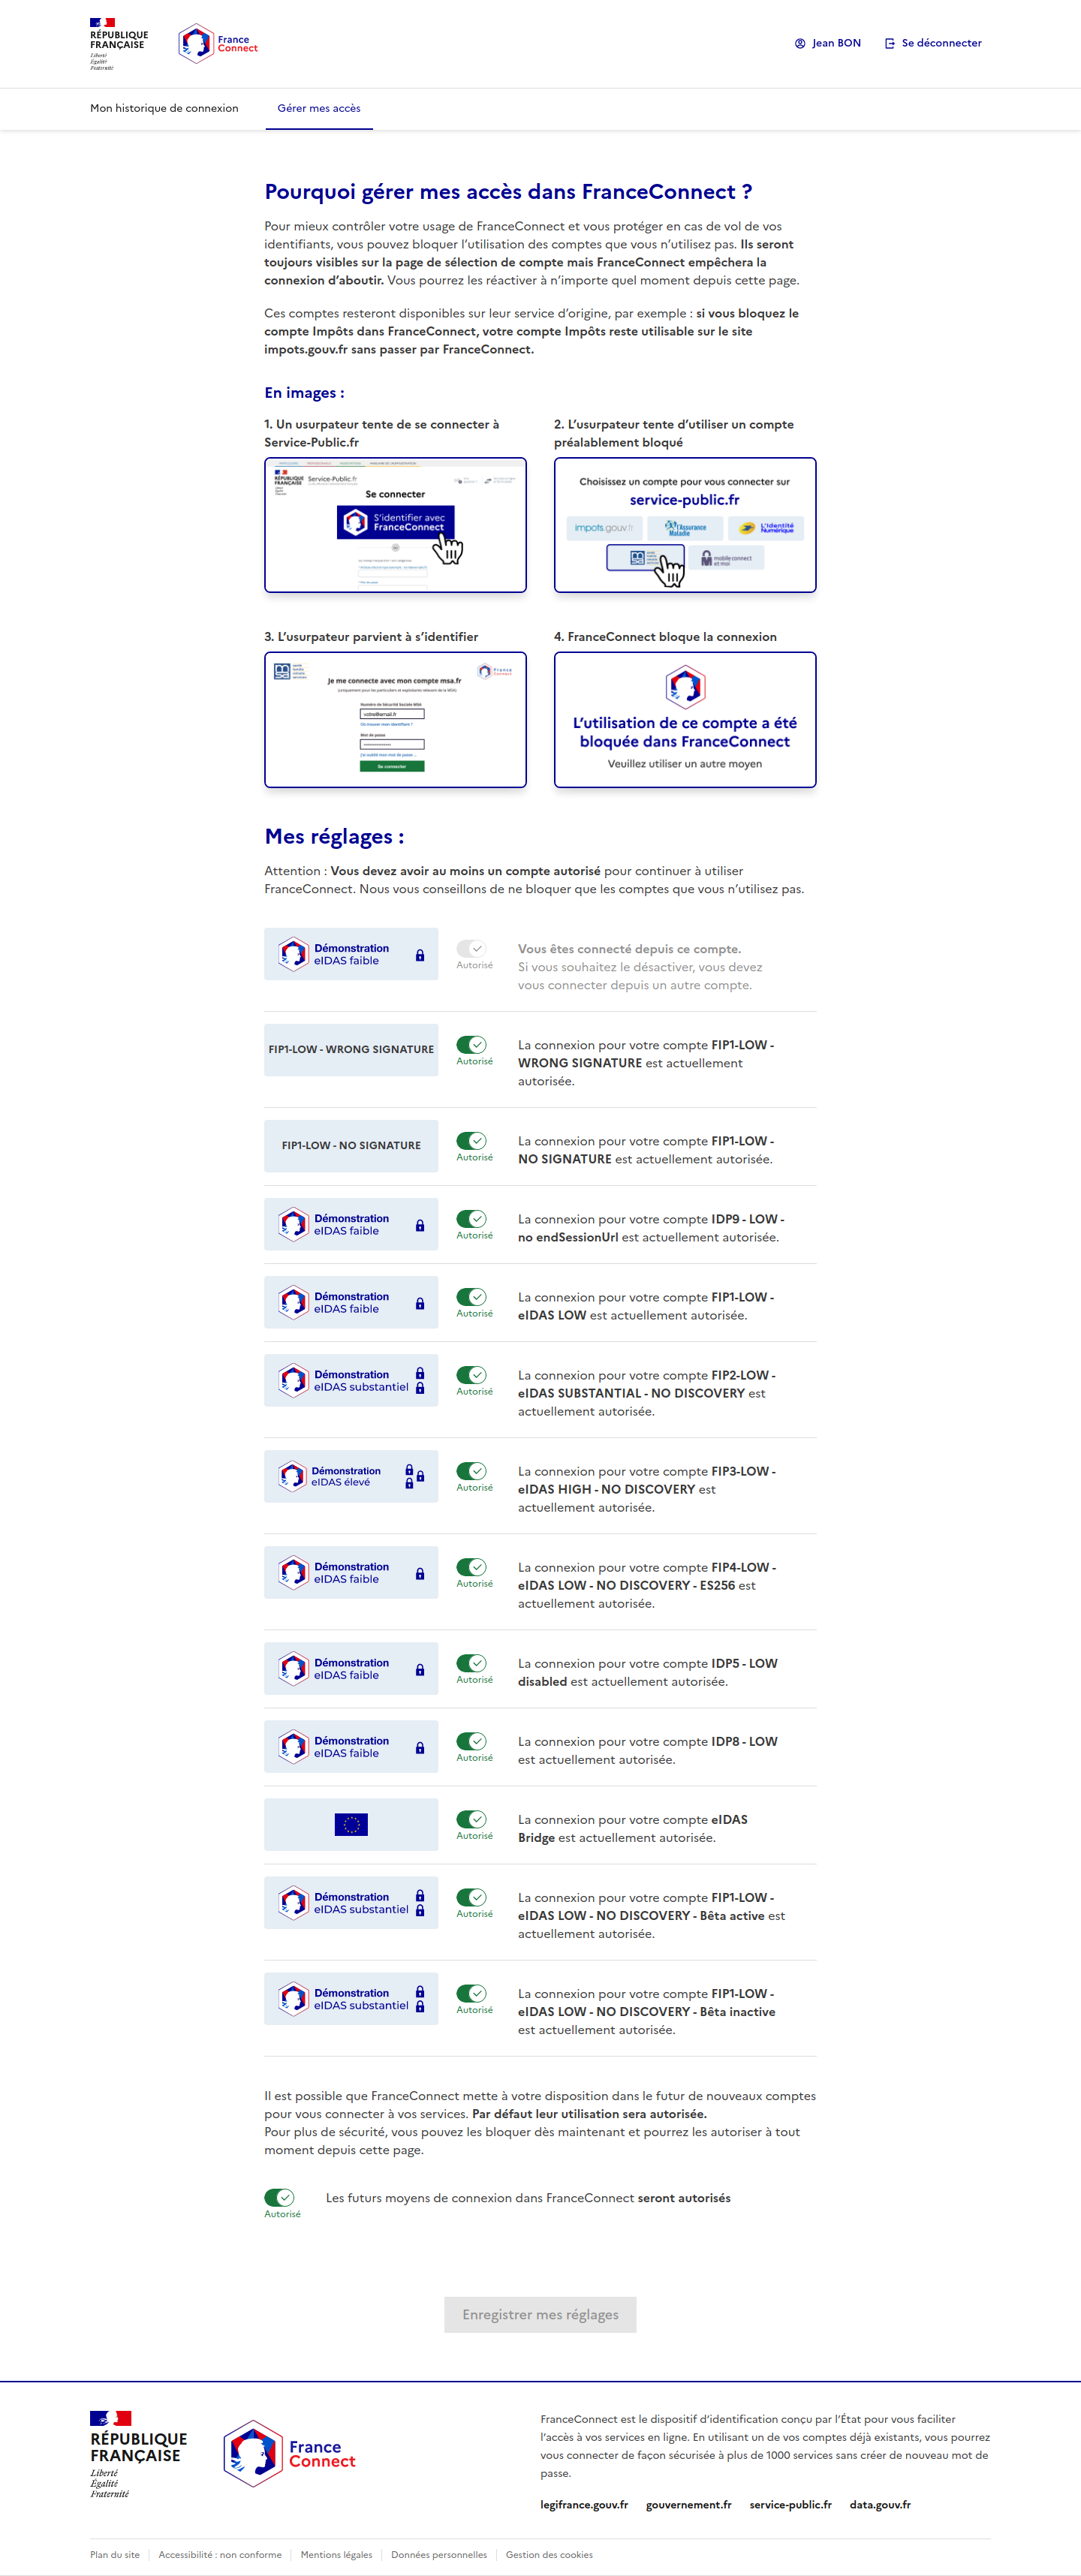 RÉPUBLIQUE
FRANÇAISE
Liberté
Égalité
Fraternité
France
Connect
Jean BON
Se déconnecter
Mon historique de connexion
Gérer mes accès
Pourquoi gérer mes accès dans FranceConnect ?
Pour mieux contrôler votre usage de FranceConnect et vous protéger en cas de vol de vos
identifiants, vous pouvez bloquer l’utilisation des comptes que vous n’utilisez pas. Ils seront
toujours visibles sur la page de sélection de compte mais FranceConnect empêchera la
connexion d’aboutir. Vous pourrez les réactiver à n’importe quel moment depuis cette page.
Ces comptes resteront disponibles sur leur service d’origine, par exemple : si vous bloquez le
compte Impôts dans FranceConnect, votre compte Impôts reste utilisable sur le site
impots.gouv.fr sans passer par FranceConnect.
En images :
1. Un usurpateur tente de se connecter à
Service-Public.fr
RÉPUBLIQUE
FRANÇAISE
Service-Public.fr
Se connecter
S’identifier avec
FranceConnect
2. L’usurpateur tente d’utiliser un compte
préalablement bloqué
Choisissez un compte pour vous connecter sur
service-public.fr
impots.gouv.fr
l’Assurance
Maladie
L’Identité
Numérique
mobileconnect
et moi
3. L’usurpateur parvient à s’identifier
France
Connect
Je me connecte avec mon compte msa.fr
Numéro de Sécurité Sociale MSA
votre@email.fr
Mot de passe
Se connecter
4. FranceConnect bloque la connexion
L’utilisation de ce compte a été
bloquée dans FranceConnect
Veuillez utiliser un autre moyen
Mes réglages :
Attention : Vous devez avoir au moins un compte autorisé pour continuer à utiliser
FranceConnect. Nous vous conseillons de ne bloquer que les comptes que vous n’utilisez pas.
Démonstration
eIDAS faible
Autorisé
Vous êtes connecté depuis ce compte.
Si vous souhaitez le désactiver, vous devez
vous connecter depuis un autre compte.
FIP1-LOW - WRONG SIGNATURE
Autorisé
La connexion pour votre compte FIP1-LOW -
WRONG SIGNATURE est actuellement
autorisée.
FIP1-LOW - NO SIGNATURE
Autorisé
La connexion pour votre compte FIP1-LOW -
NO SIGNATURE est actuellement autorisée.
Démonstration
eIDAS faible
Autorisé
La connexion pour votre compte IDP9 - LOW -
no endSessionUrl est actuellement autorisée.
Démonstration
eIDAS faible
Autorisé
La connexion pour votre compte FIP1-LOW -
eIDAS LOW est actuellement autorisée.
Démonstration
eIDAS substantiel
Autorisé
La connexion pour votre compte FIP2-LOW -
eIDAS SUBSTANTIAL - NO DISCOVERY est
actuellement autorisée.
Démonstration
eIDAS élevé
Autorisé
La connexion pour votre compte FIP3-LOW -
eIDAS HIGH - NO DISCOVERY est
actuellement autorisée.
Démonstration
eIDAS faible
Autorisé
La connexion pour votre compte FIP4-LOW -
eIDAS LOW - NO DISCOVERY - ES256 est
actuellement autorisée.
Démonstration
eIDAS faible
Autorisé
La connexion pour votre compte IDP5 - LOW
disabled est actuellement autorisée.
Démonstration
eIDAS faible
Autorisé
La connexion pour votre compte IDP8 - LOW
est actuellement autorisée.
Autorisé
La connexion pour votre compte eIDAS
Bridge est actuellement autorisée.
Démonstration
eIDAS substantiel
Autorisé
La connexion pour votre compte FIP1-LOW -
eIDAS LOW - NO DISCOVERY - Bêta active est
actuellement autorisée.
Démonstration
eIDAS substantiel
Autorisé
La connexion pour votre compte FIP1-LOW -
eIDAS LOW - NO DISCOVERY - Bêta inactive
est actuellement autorisée.
Il est possible que FranceConnect mette à votre disposition dans le futur de nouveaux comptes
pour vous connecter à vos services. Par défaut leur utilisation sera autorisée.
Pour plus de sécurité, vous pouvez les bloquer dès maintenant et pourrez les autoriser à tout
moment depuis cette page.
Autorisé
Les futurs moyens de connexion dans FranceConnect seront autorisés
Enregistrer mes réglages
RÉPUBLIQUE
FRANÇAISE
Liberté
Égalité
Fraternité
France
Connect
FranceConnect est le dispositif d’identification conçu par l’État pour vous faciliter
l’accès à vos services en ligne. En utilisant un de vos comptes déjà existants, vous pourrez
vous connecter de façon sécurisée à plus de 1000 services sans créer de nouveau mot de
passe.
legifrance.gouv.fr
gouvernement.fr
service-public.fr
data.gouv.fr
Plan du site
Accessibilité : non conforme
Mentions légales
Données personnelles
Gestion des cookies